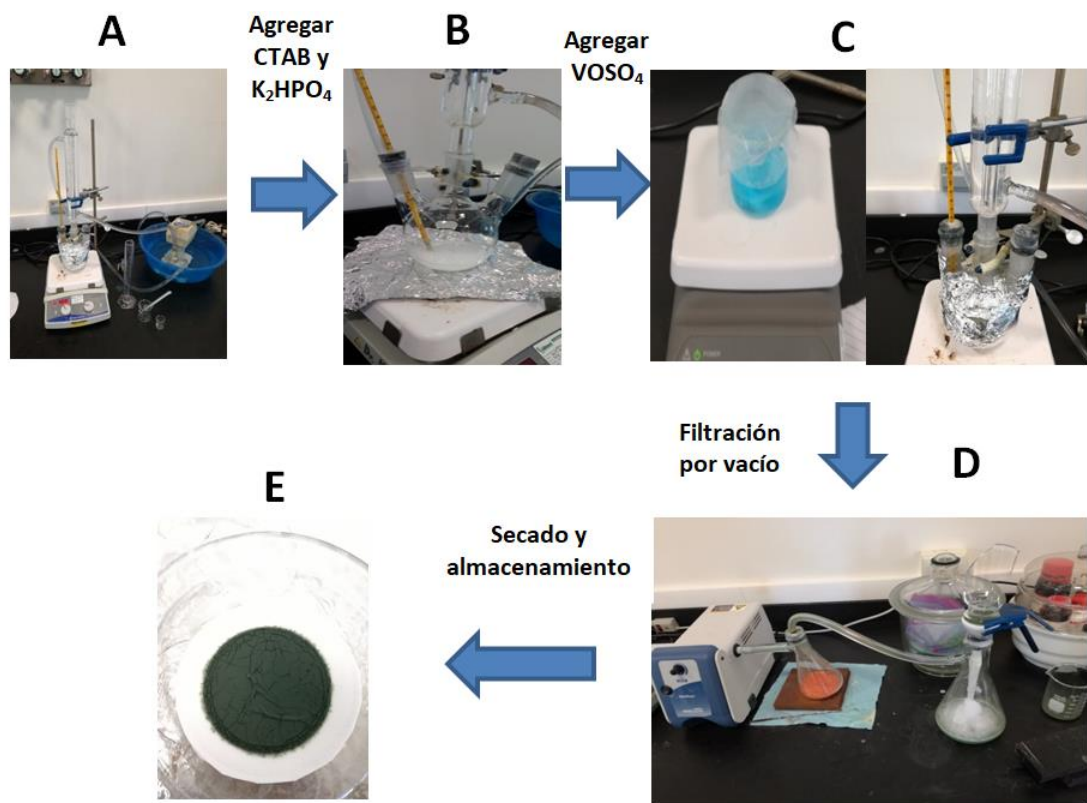 A
Agregar
CTAB y
K₂HPO₄
B
Agregar
VOSO₄
C
Filtración
por vacío
D
Secado y
almacenamiento
E